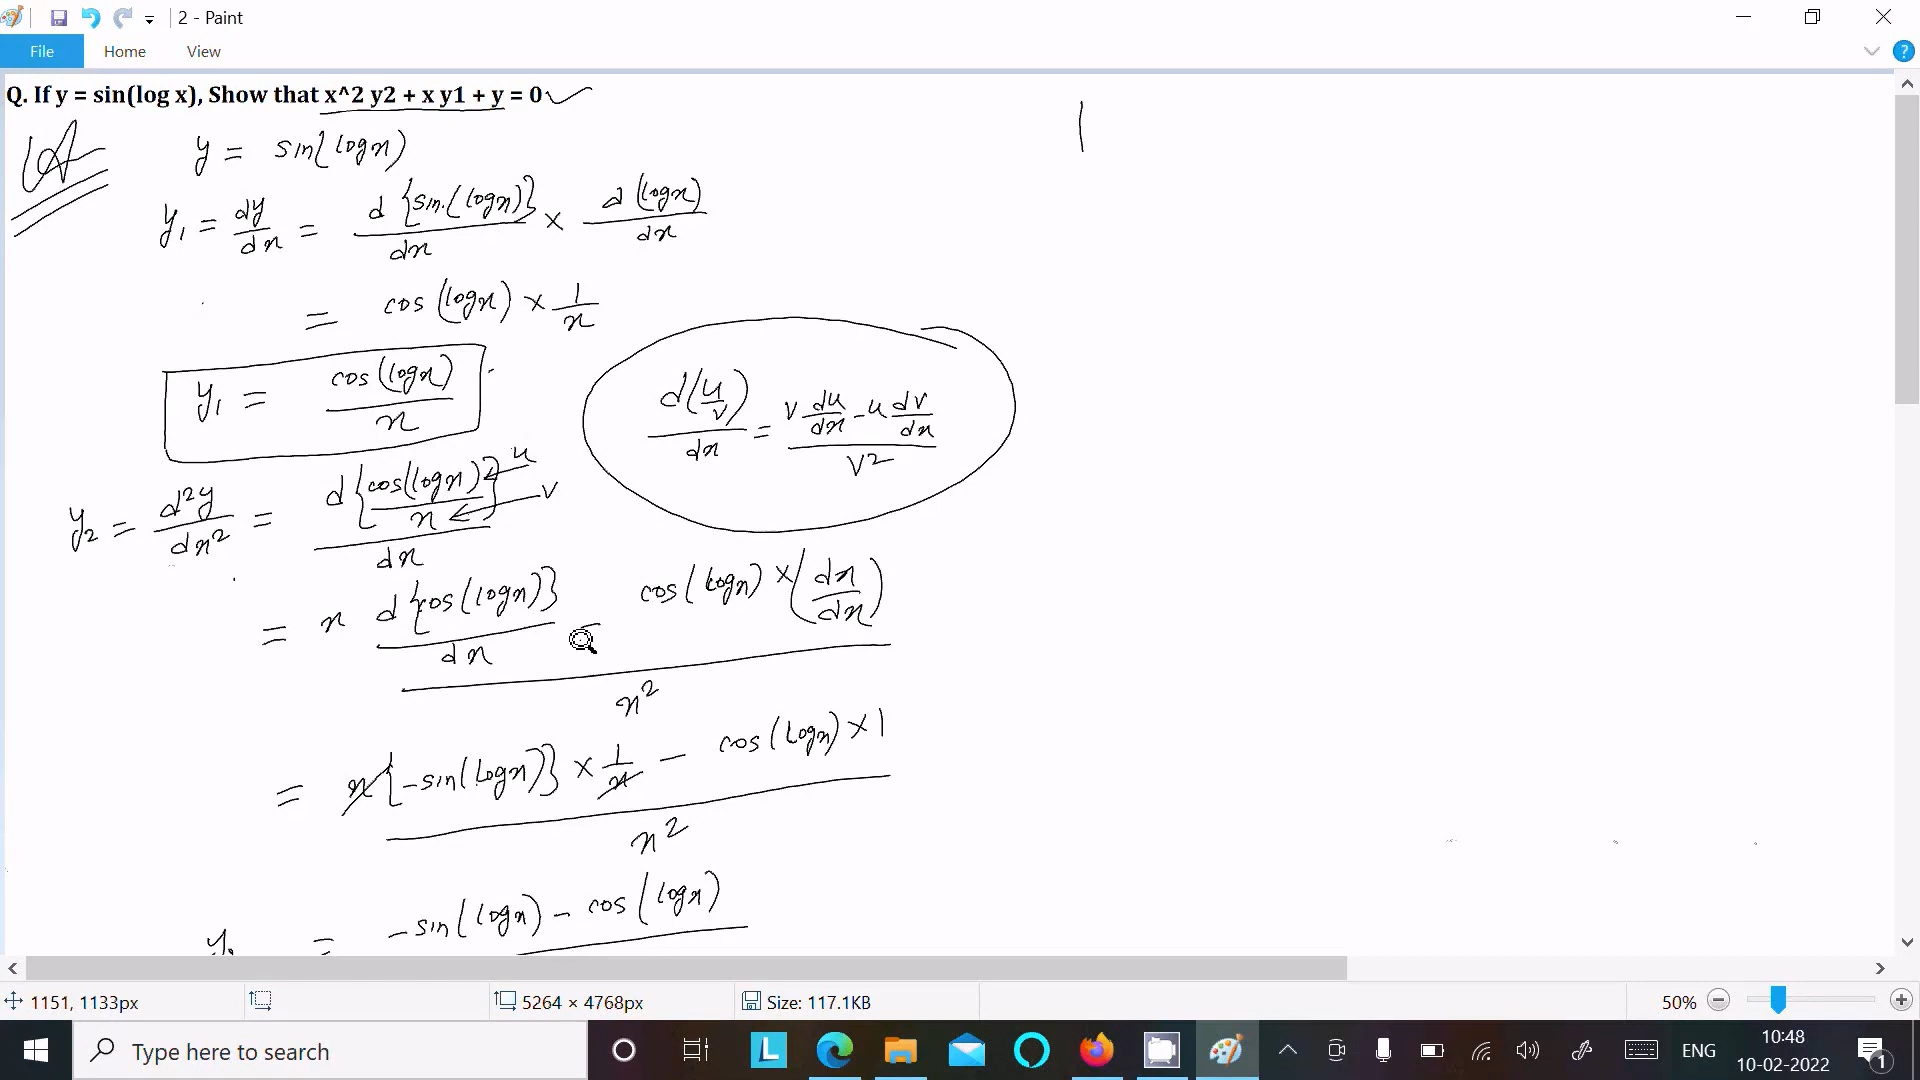 2 - Paint
File Home View
Q. If y = sin(log x), Show that x^2 y2 + x y1 + y = 0
y = sin(logx)
y1 = dy/dx = d{sin.(logx)}/dx × d(logx)/dx
= cos(logx) × 1/x
y1 = cos(logx)/x
d(u/v)/dx = v du/dx - u dv/dx / v2
y2 = d2y/dx2 = d{cos(logx)/x}/dx u v
= x d{cos(logx)}/dx - cos(logx) × (dx/dx) / x2
= x{-sin(logx)} × 1/x - cos(logx) × 1 / x2
-sin(logx) - cos(logx)
=
1151, 1133px
5264 × 4768px
Size: 117.1KB
50%
Type here to search
L
ENG
10:48
10-02-2022
1